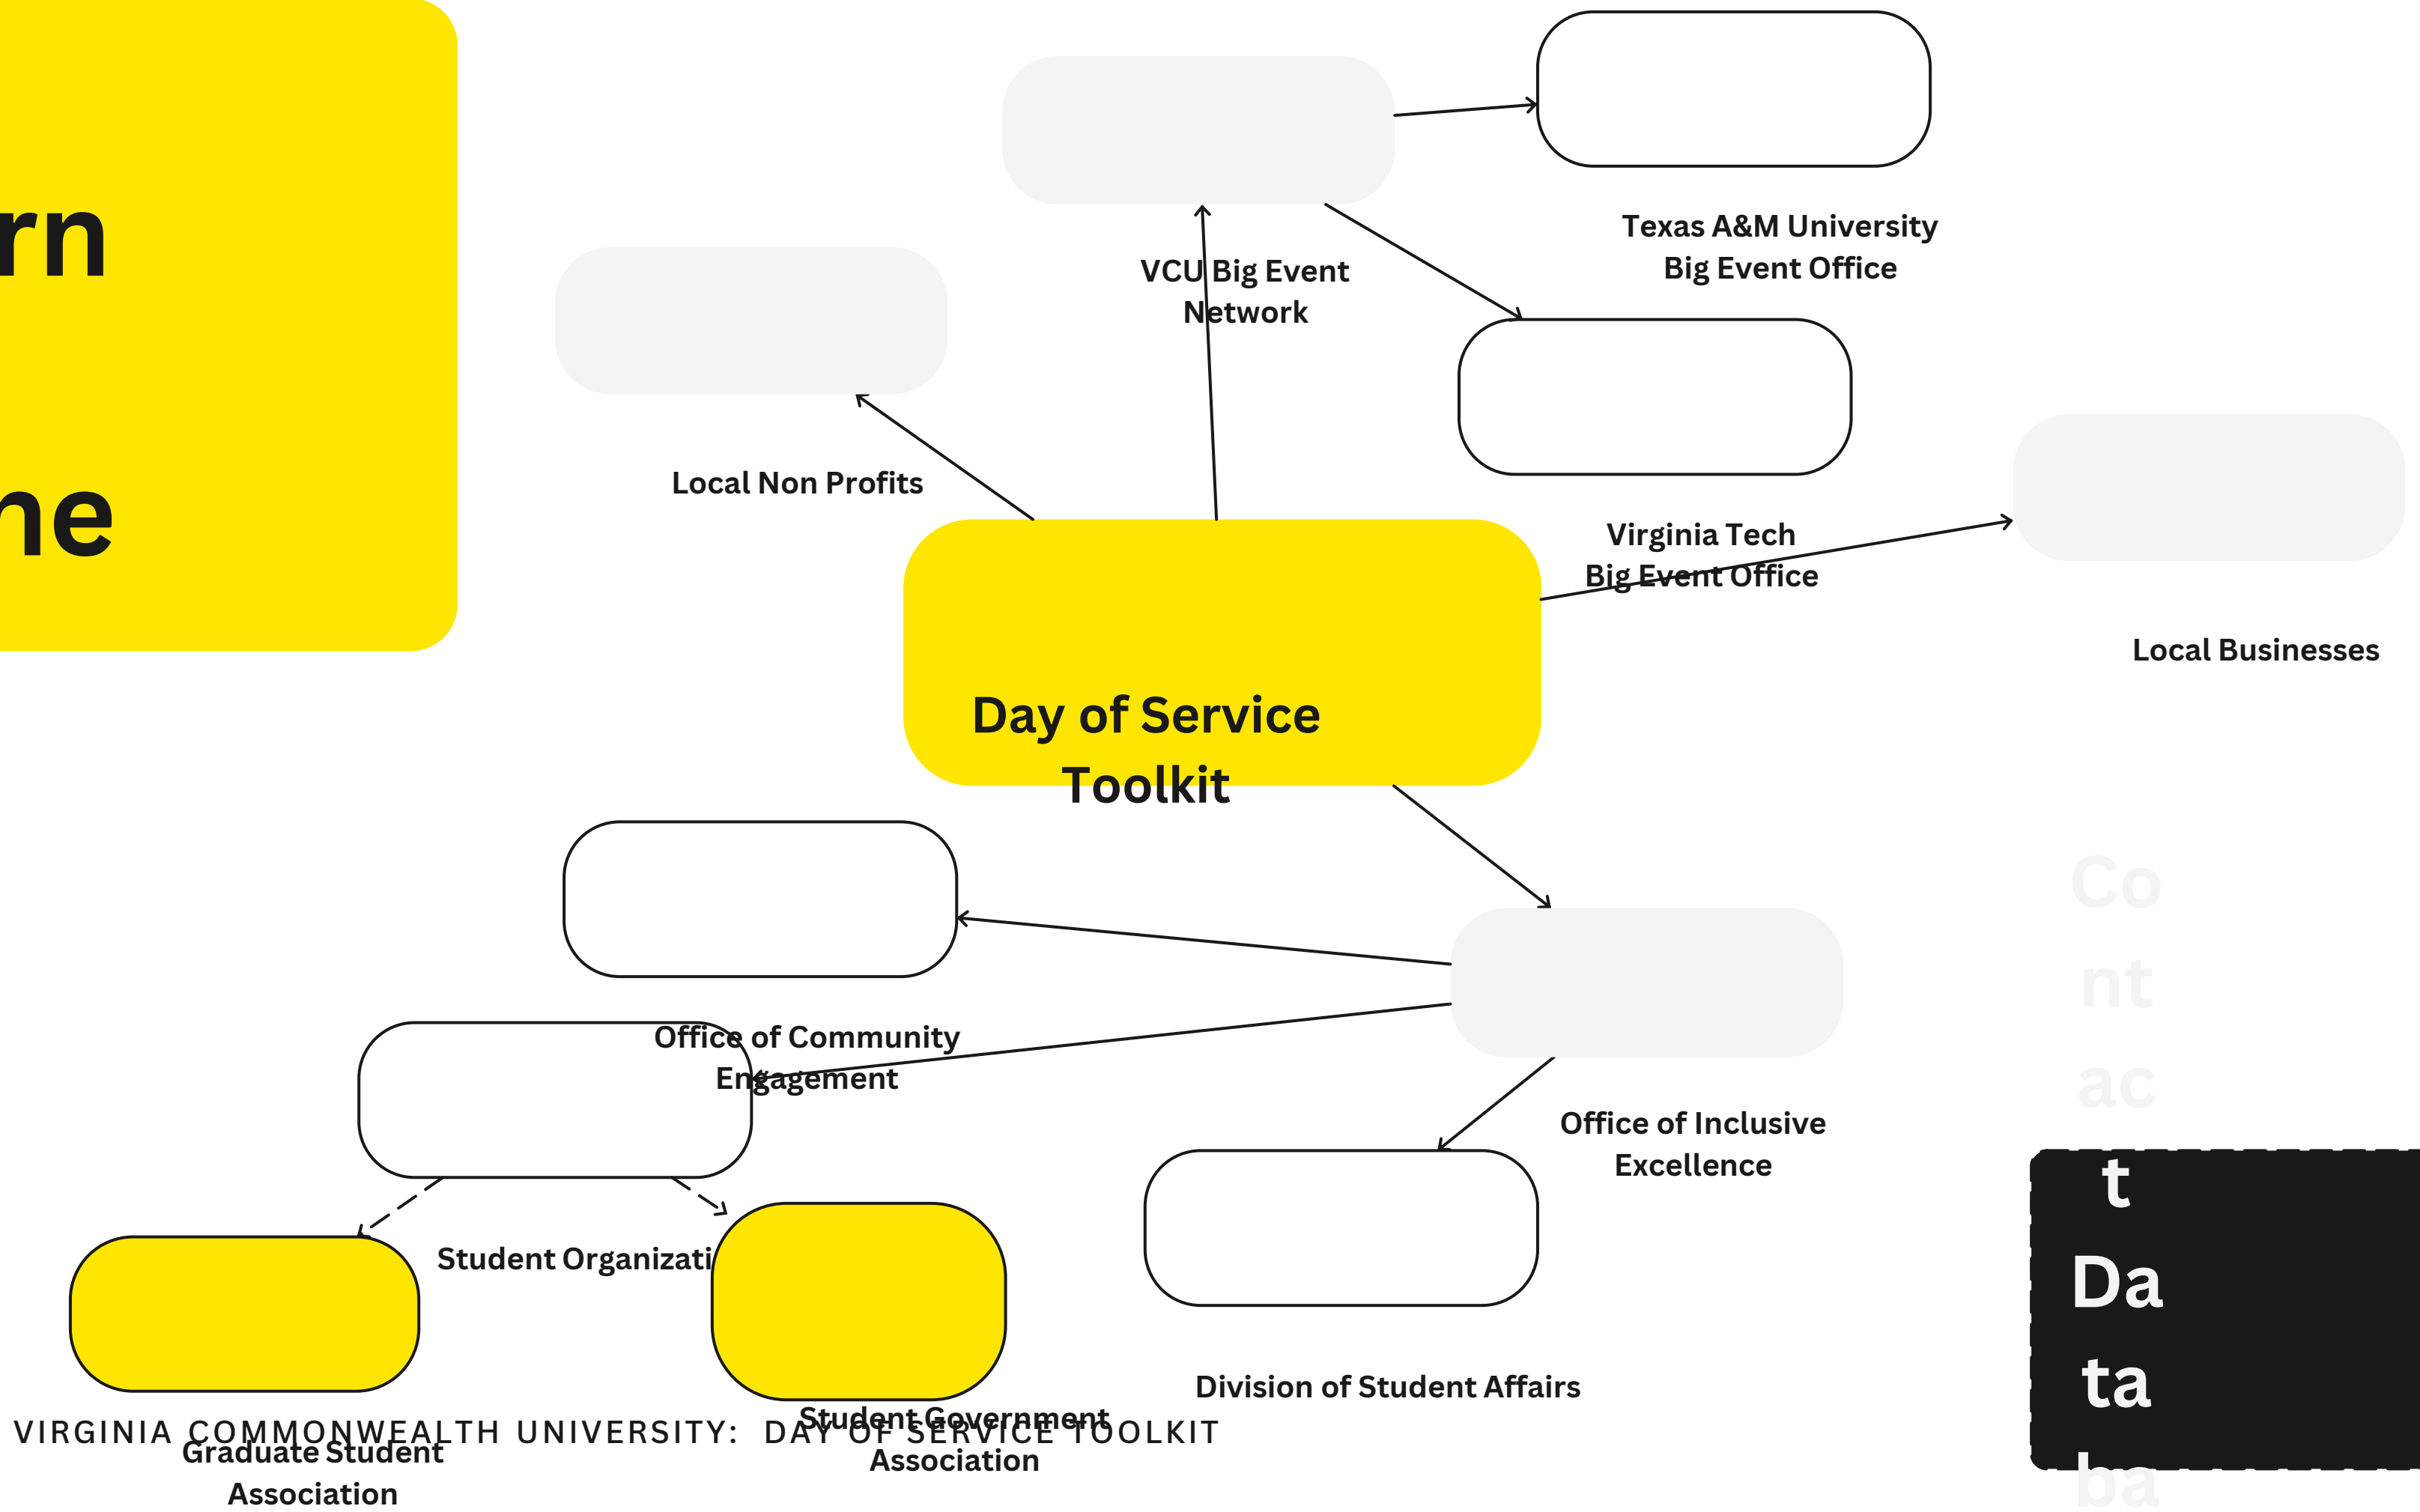 rn
ne
Texas A&M University
Big Event Office
VCU Big Event
Network
Local Non Profits
Virginia Tech
Big Event Office
Local Businesses
Day of Service
Toolkit
Office of Community
Engagement
Office of Inclusive
Excellence
Student Organizati
Division of Student Affairs
Student Government
Association
VIRGINIA COMMONWEALTH UNIVERSITY: DAY OF SERVICE TOOLKIT
Graduate Student
Association
Co
nt
ac
t
Da
ta
ba